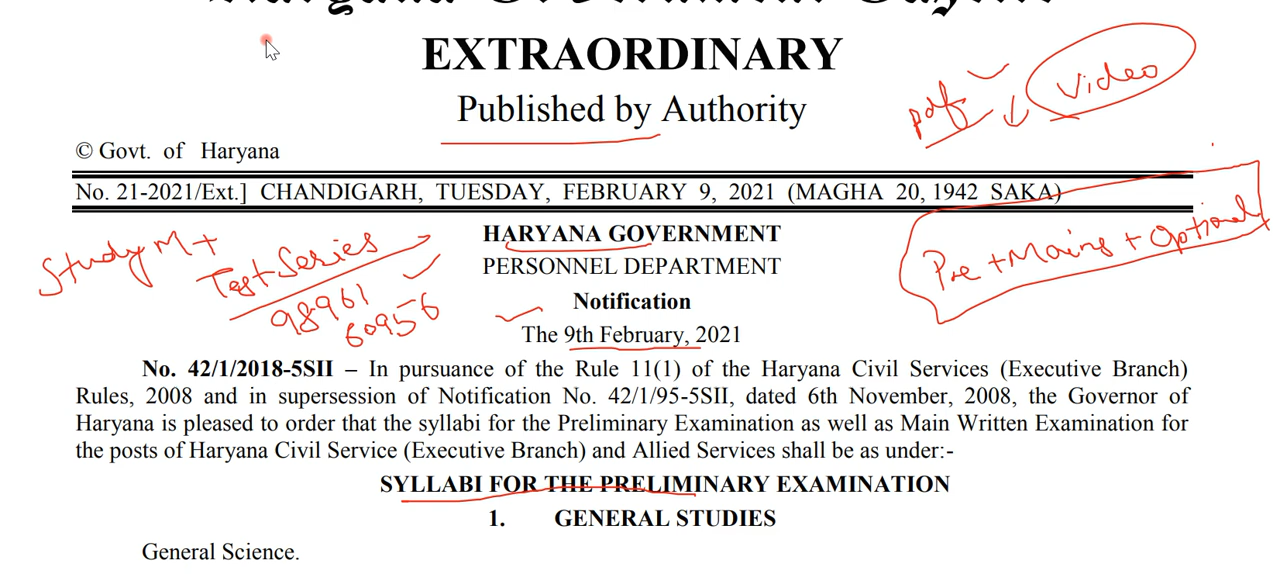 EXTRAORDINARY
Published by Authority
pdf
Video
© Govt. of Haryana
No. 21-2021/Ext.] CHANDIGARH, TUESDAY, FEBRUARY 9, 2021 (MAGHA 20, 1942 SAKA)
Pre + Mains + Optional
Study M +
Test Series
98961
60956
HARYANA GOVERNMENT
PERSONNEL DEPARTMENT
Notification
The 9th February, 2021
No. 42/1/2018-5SII – In pursuance of the Rule 11(1) of the Haryana Civil Services (Executive Branch)
Rules, 2008 and in supersession of Notification No. 42/1/95-5SII, dated 6th November, 2008, the Governor of
Haryana is pleased to order that the syllabi for the Preliminary Examination as well as Main Written Examination for
the posts of Haryana Civil Service (Executive Branch) and Allied Services shall be as under:-
SYLLABI FOR THE PRELIMINARY EXAMINATION
1. GENERAL STUDIES
General Science.